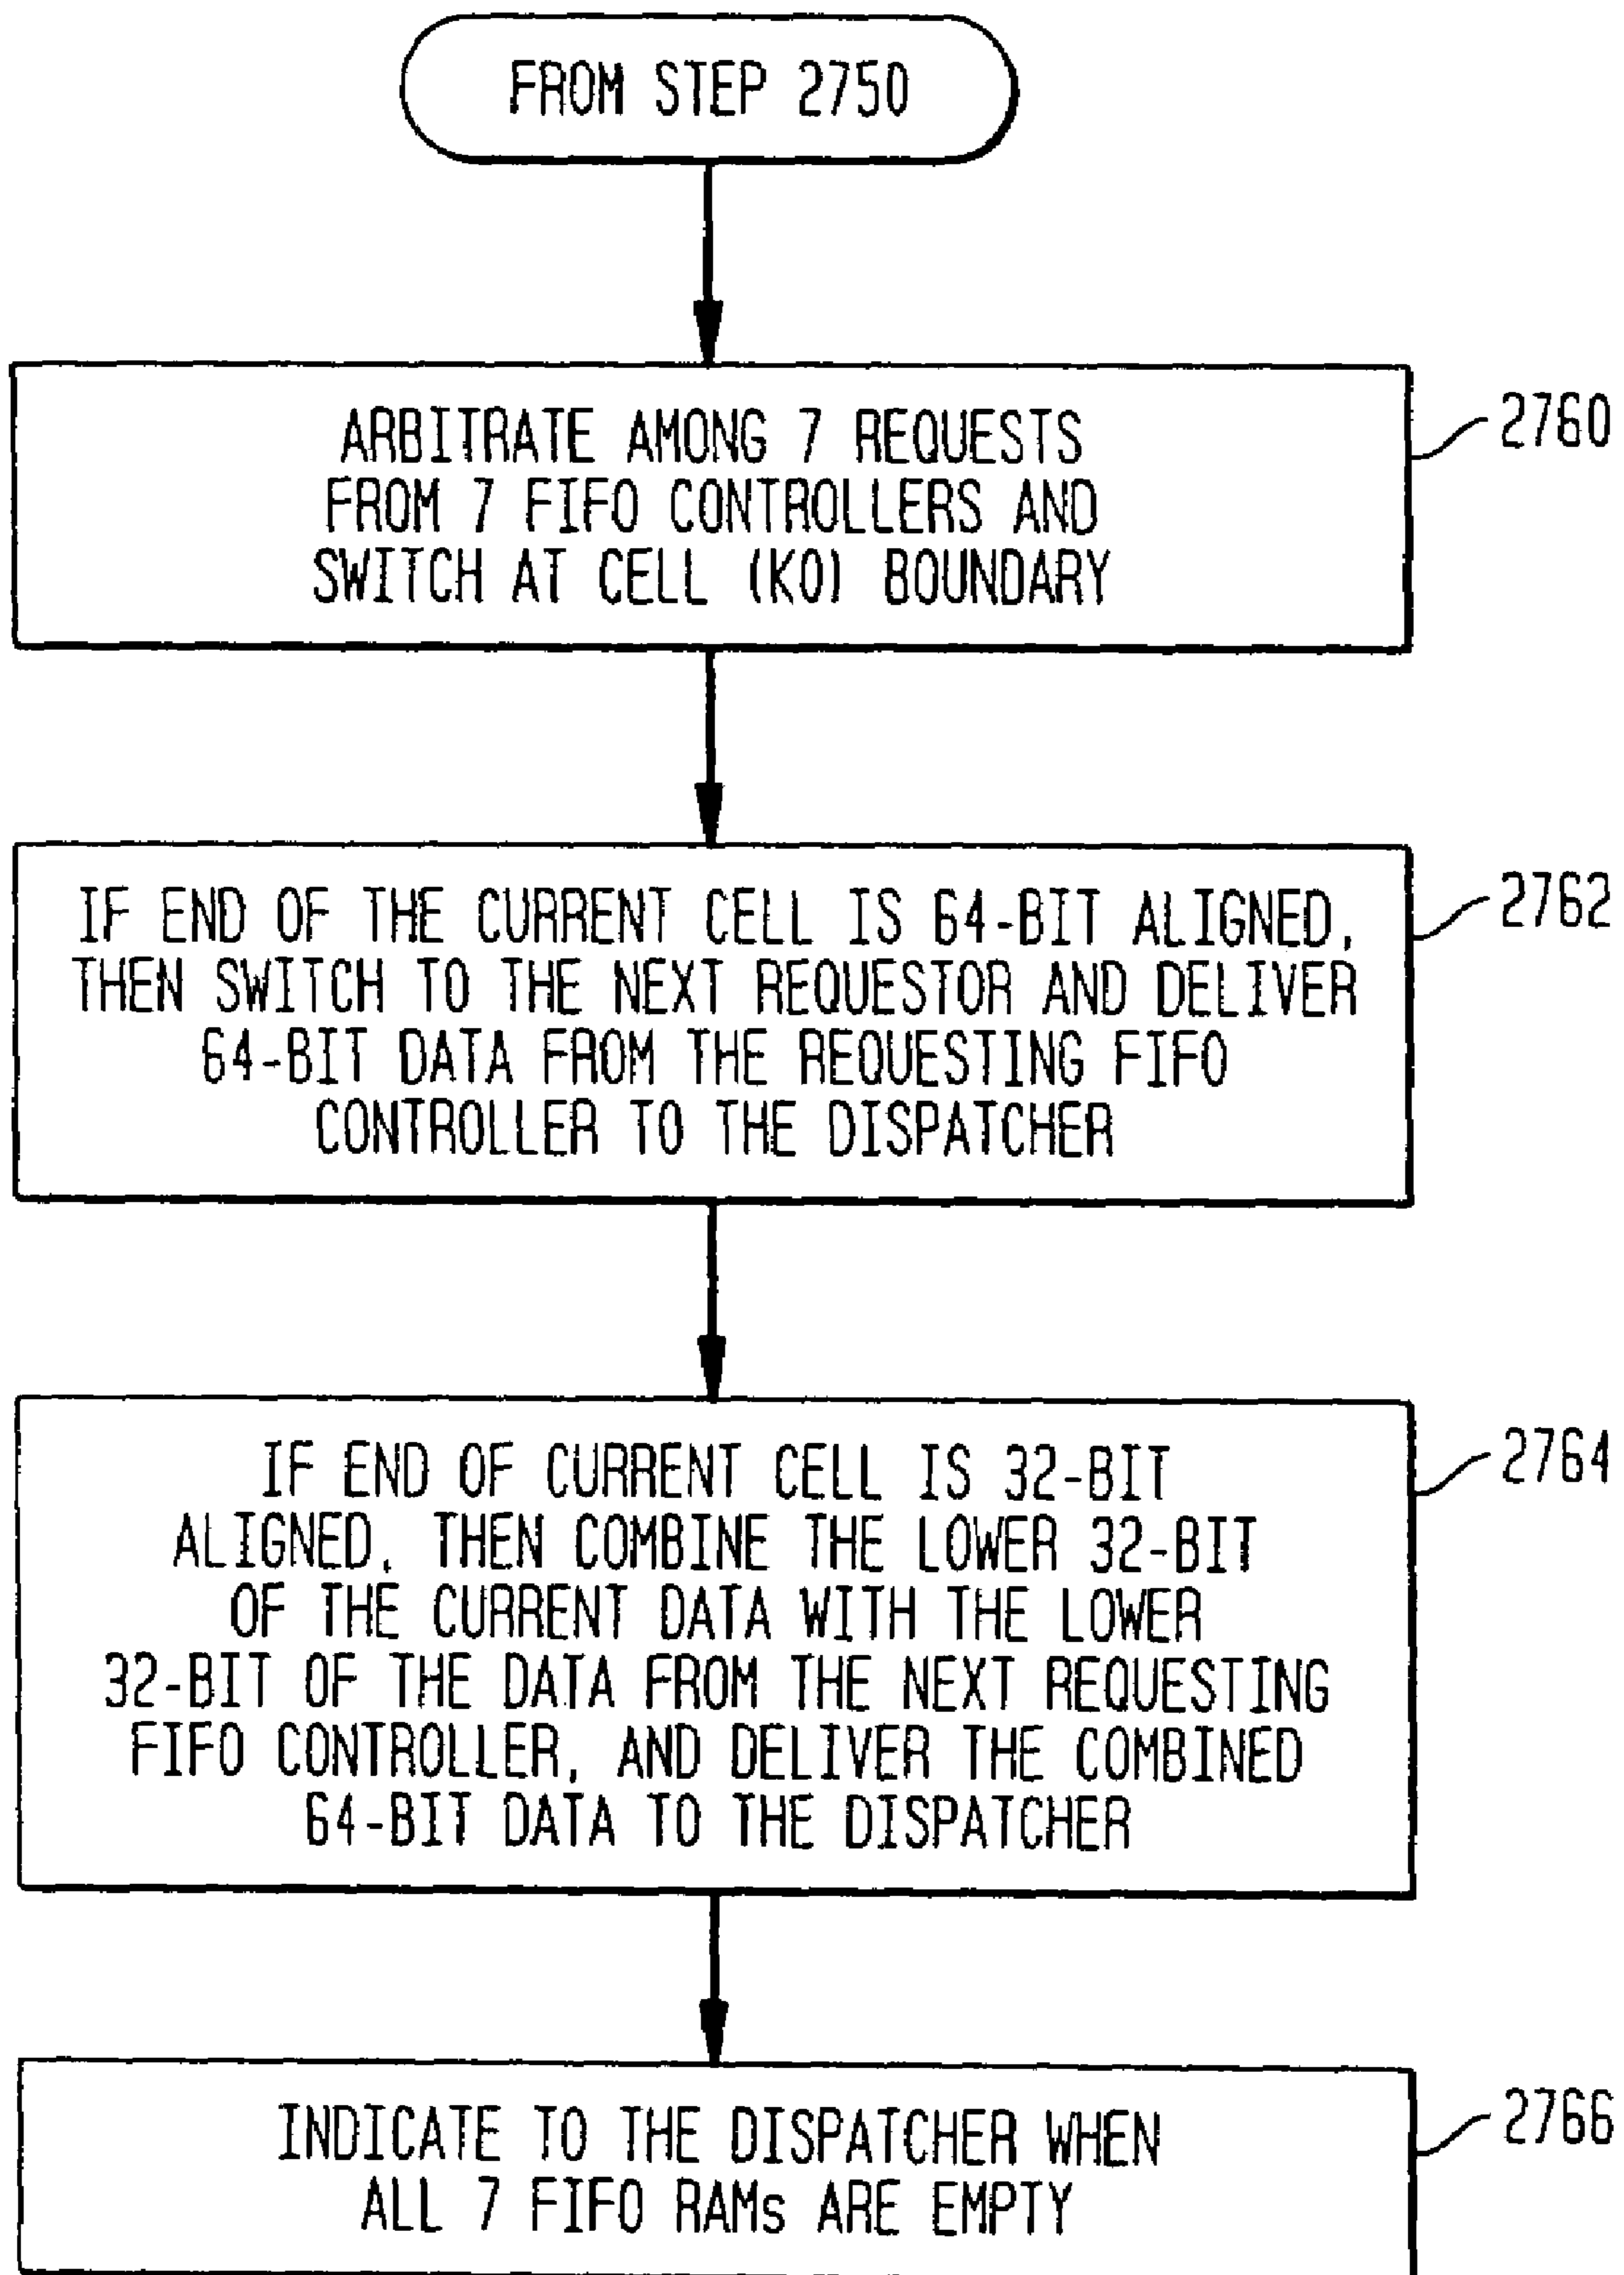 FROM STEP 2750
ARBITRATE AMONG 7 REQUESTS
FROM 7 FIFO CONTROLLERS AND
SWITCH AT CELL (K0) BOUNDARY
2760
IF END OF THE CURRENT CELL IS 64-BIT ALIGNED,
THEN SWITCH TO THE NEXT REQUESTOR AND DELIVER
64-BIT DATA FROM THE REQUESTING FIFO
CONTROLLER TO THE DISPATCHER
2762
IF END OF CURRENT CELL IS 32-BIT
ALIGNED, THEN COMBINE THE LOWER 32-BIT
OF THE CURRENT DATA WITH THE LOWER
32-BIT OF THE DATA FROM THE NEXT REQUESTING
FIFO CONTROLLER, AND DELIVER THE COMBINED
64-BIT DATA TO THE DISPATCHER
2764
INDICATE TO THE DISPATCHER WHEN
ALL 7 FIFO RAMs ARE EMPTY
2766